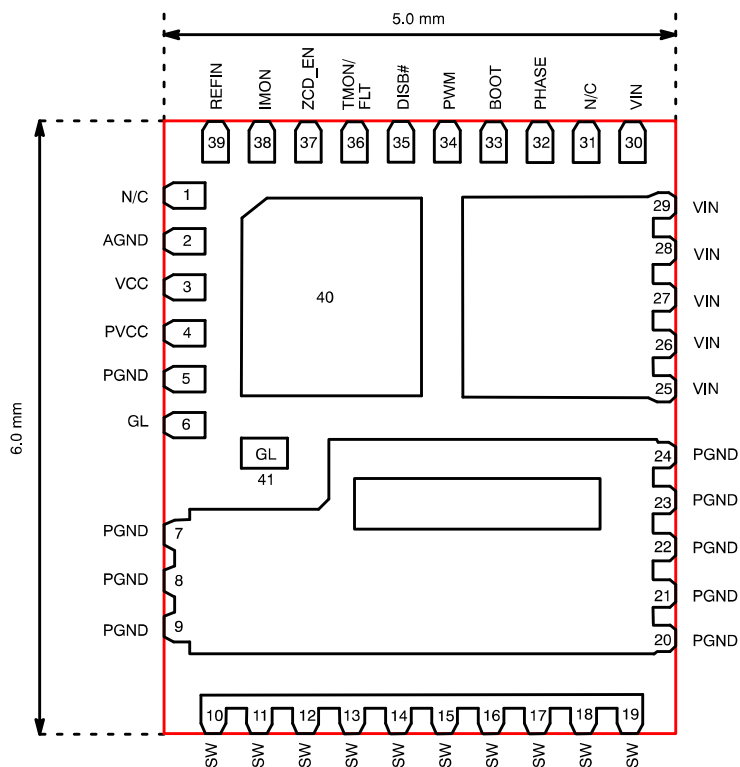 5.0 mm
6.0 mm
REFIN
IMON
ZCD_EN
TMON/
FLT
DISB#
PWM
BOOT
PHASE
N/C
VIN
39
38
37
36
35
34
33
32
31
30
N/C 1
AGND 2
VCC 3
PVCC 4
PGND 5
GL 6
40
29 VIN
28 VIN
27 VIN
26 VIN
25 VIN
GL
41
PGND 7
PGND 8
PGND 9
24 PGND
23 PGND
22 PGND
21 PGND
20 PGND
10
11
12
13
14
15
16
17
18
19
SW
SW
SW
SW
SW
SW
SW
SW
SW
SW